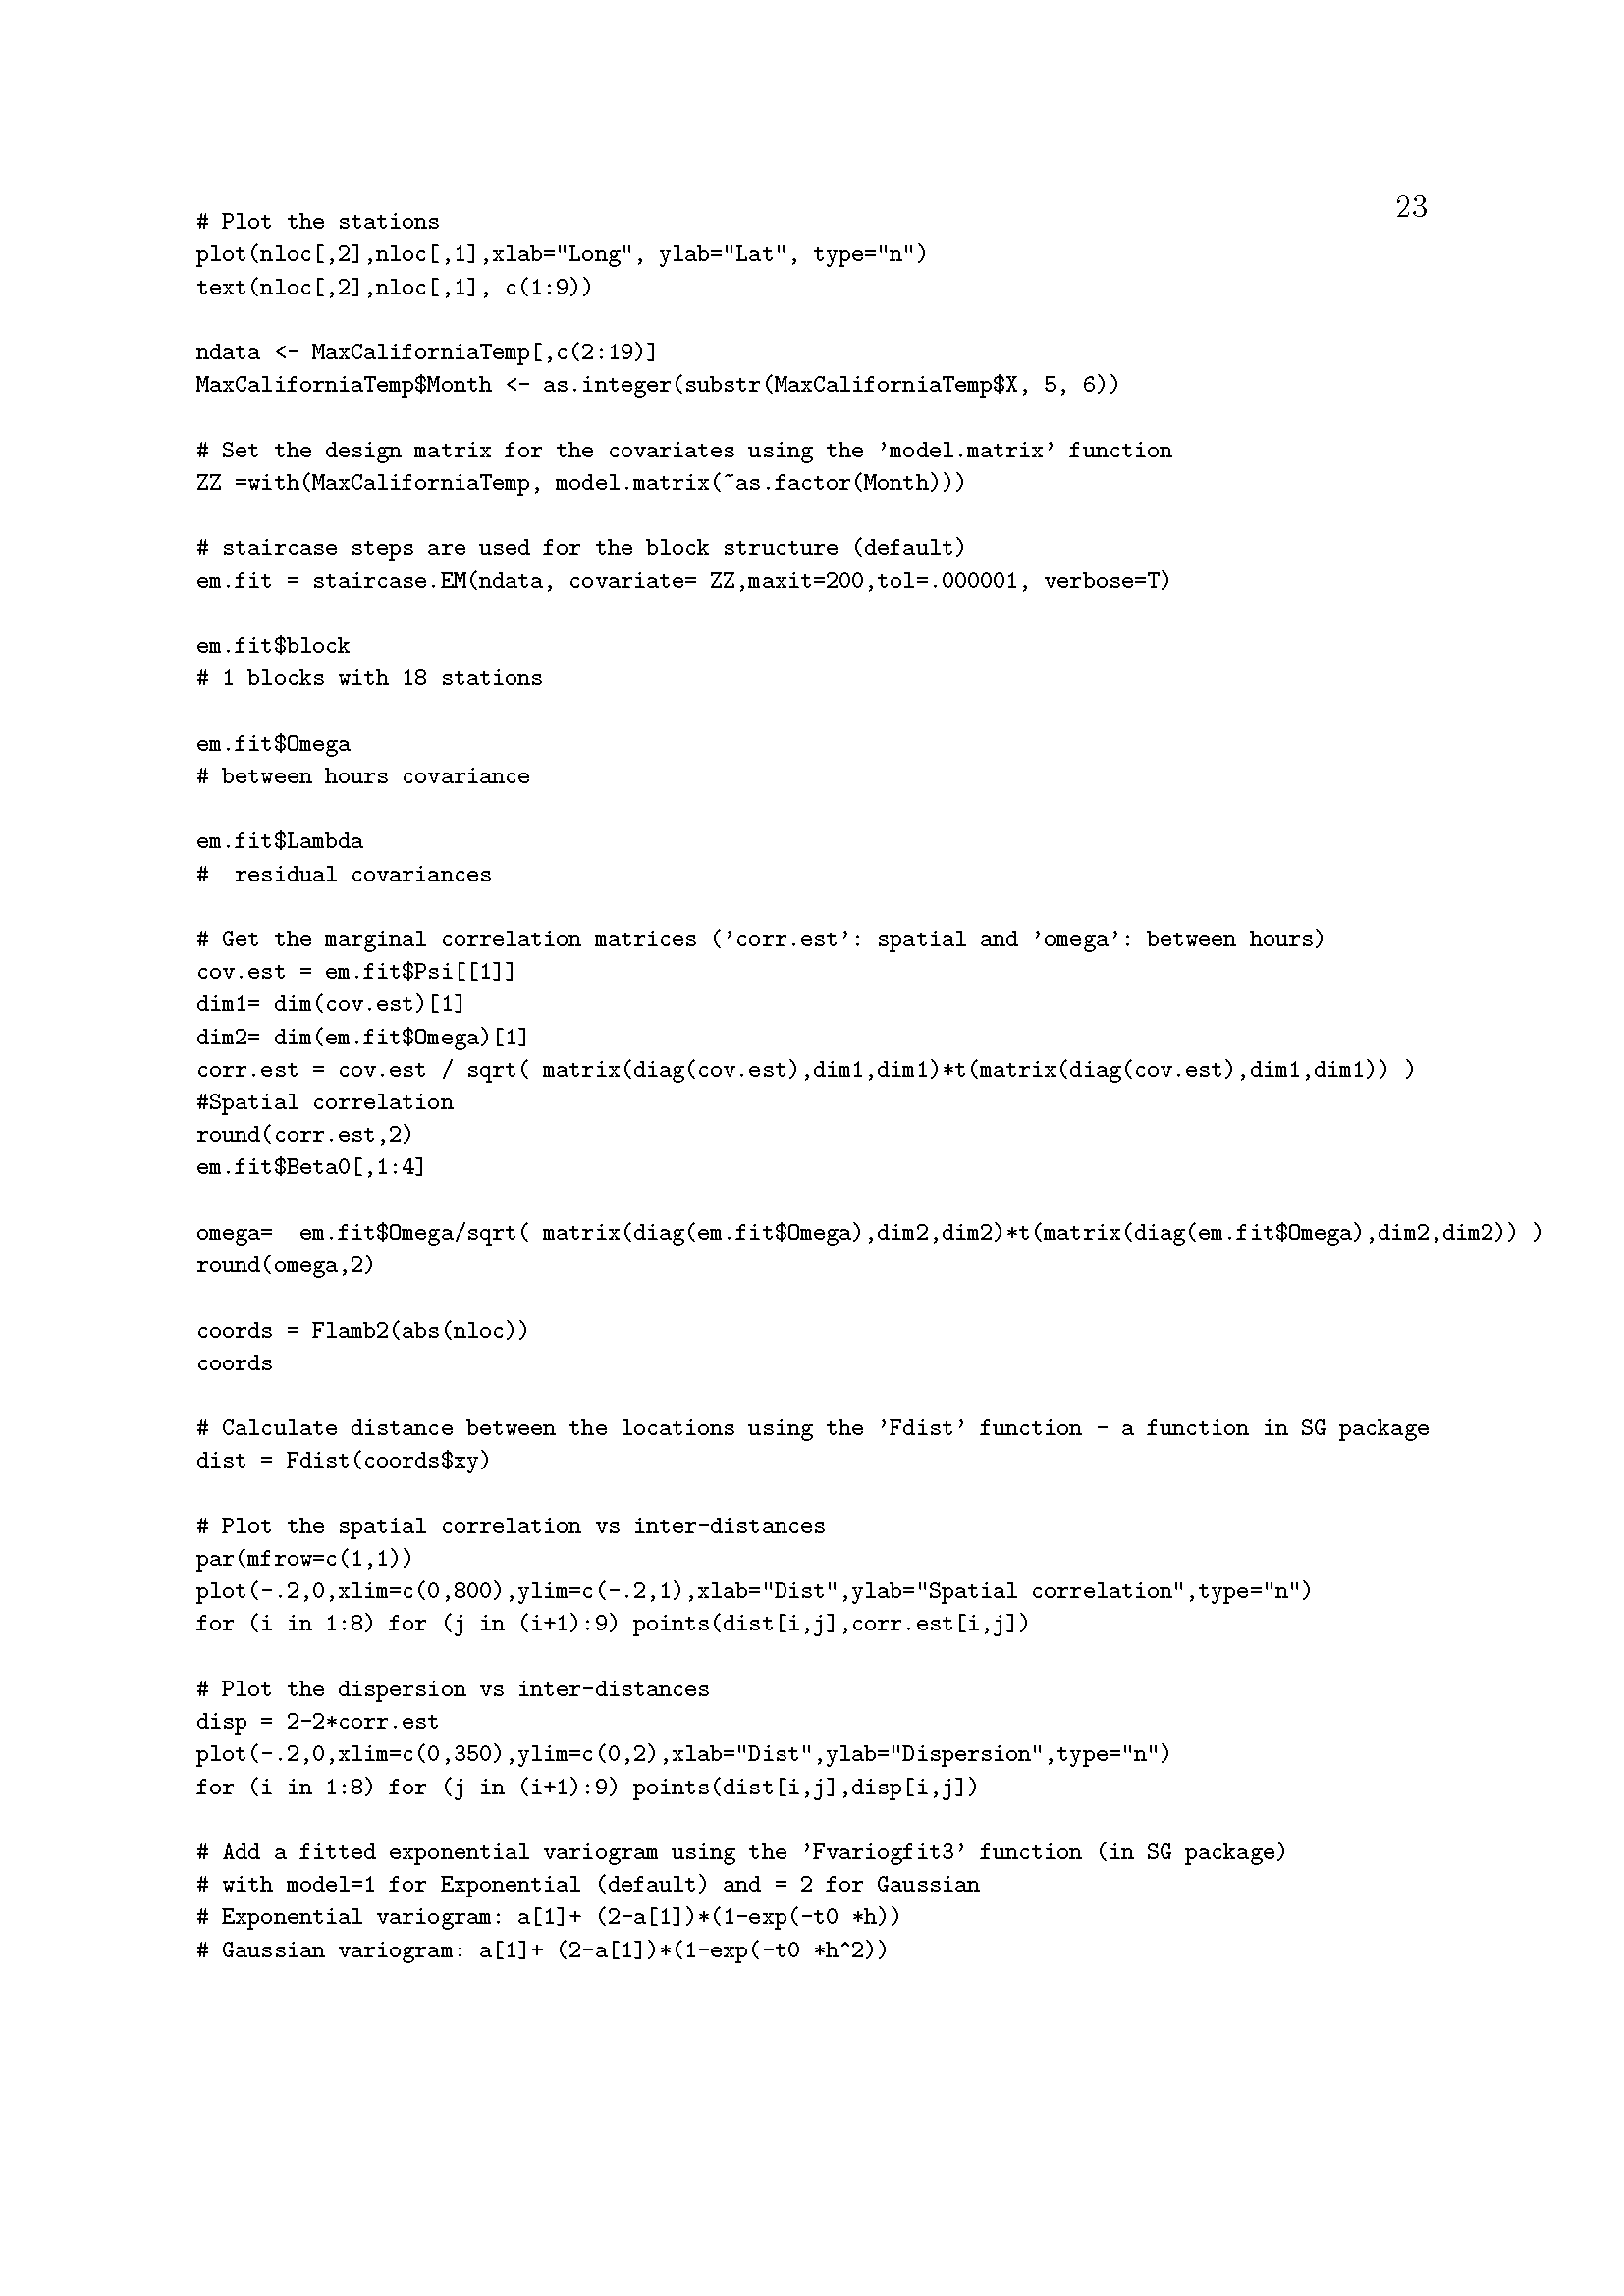 23
# Plot the stations
plot(nloc[,2],nloc[,1],xlab="Long", ylab="Lat", type="n")
text(nloc[,2],nloc[,1], c(1:9))

ndata <- MaxCaliforniaTemp[,c(2:19)]
MaxCaliforniaTemp$Month <- as.integer(substr(MaxCaliforniaTemp$X, 5, 6))

# Set the design matrix for the covariates using the ’model.matrix’ function
ZZ =with(MaxCaliforniaTemp, model.matrix(~as.factor(Month)))

# staircase steps are used for the block structure (default)
em.fit = staircase.EM(ndata, covariate= ZZ,maxit=200,tol=.000001, verbose=T)

em.fit$block
# 1 blocks with 18 stations

em.fit$Omega
# between hours covariance

em.fit$Lambda
#  residual covariances

# Get the marginal correlation matrices (’corr.est’: spatial and ’omega’: between hours)
cov.est = em.fit$Psi[[1]]
dim1= dim(cov.est)[1]
dim2= dim(em.fit$Omega)[1]
corr.est = cov.est / sqrt( matrix(diag(cov.est),dim1,dim1)*t(matrix(diag(cov.est),dim1,dim1)) )
#Spatial correlation
round(corr.est,2)
em.fit$Beta0[,1:4]

omega=  em.fit$Omega/sqrt( matrix(diag(em.fit$Omega),dim2,dim2)*t(matrix(diag(em.fit$Omega),dim2,dim2)) )
round(omega,2)

coords = Flamb2(abs(nloc))
coords

# Calculate distance between the locations using the ’Fdist’ function - a function in SG package
dist = Fdist(coords$xy)

# Plot the spatial correlation vs inter-distances
par(mfrow=c(1,1))
plot(-.2,0,xlim=c(0,800),ylim=c(-.2,1),xlab="Dist",ylab="Spatial correlation",type="n")
for (i in 1:8) for (j in (i+1):9) points(dist[i,j],corr.est[i,j])

# Plot the dispersion vs inter-distances
disp = 2-2*corr.est
plot(-.2,0,xlim=c(0,350),ylim=c(0,2),xlab="Dist",ylab="Dispersion",type="n")
for (i in 1:8) for (j in (i+1):9) points(dist[i,j],disp[i,j])

# Add a fitted exponential variogram using the ’Fvariogfit3’ function (in SG package)
# with model=1 for Exponential (default) and = 2 for Gaussian
# Exponential variogram: a[1]+ (2-a[1])*(1-exp(-t0 *h))
# Gaussian variogram: a[1]+ (2-a[1])*(1-exp(-t0 *h^2))